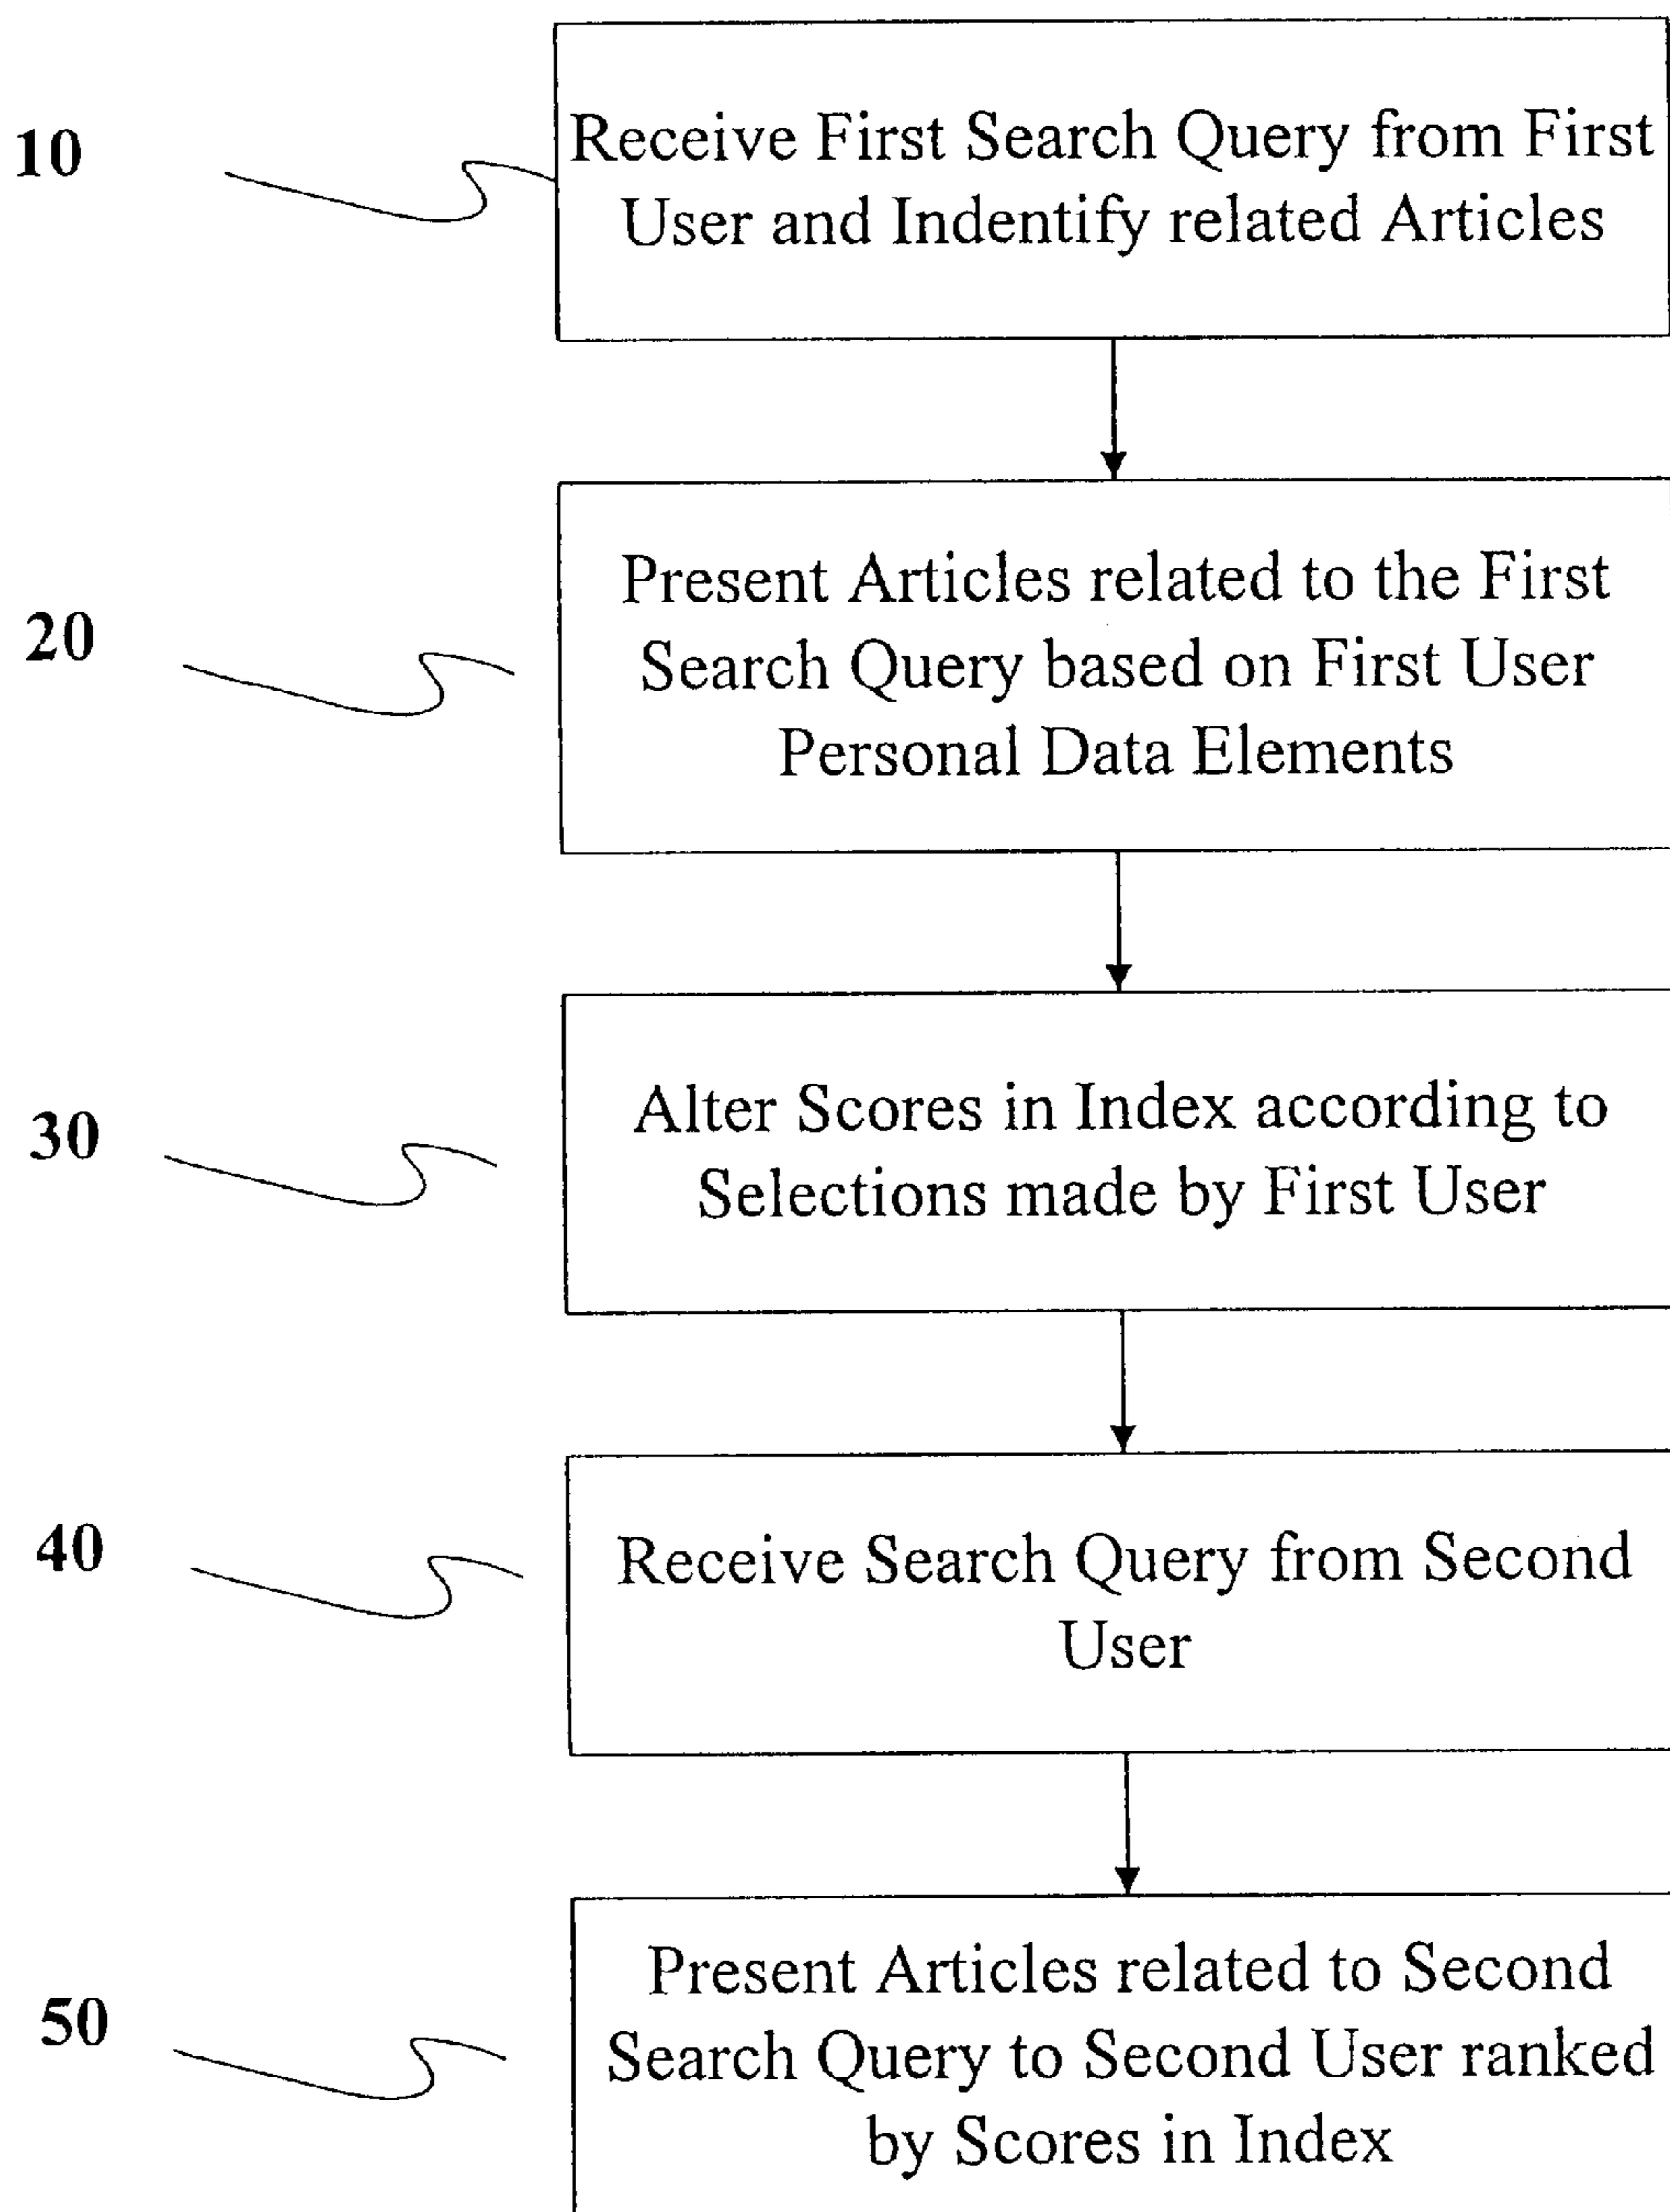 10
Receive First Search Query from First
User and Indentify related Articles
20
Present Articles related to the First
Search Query based on First User
Personal Data Elements
30
Alter Scores in Index according to
Selections made by First User
40
Receive Search Query from Second
User
50
Present Articles related to Second
Search Query to Second User ranked
by Scores in Index